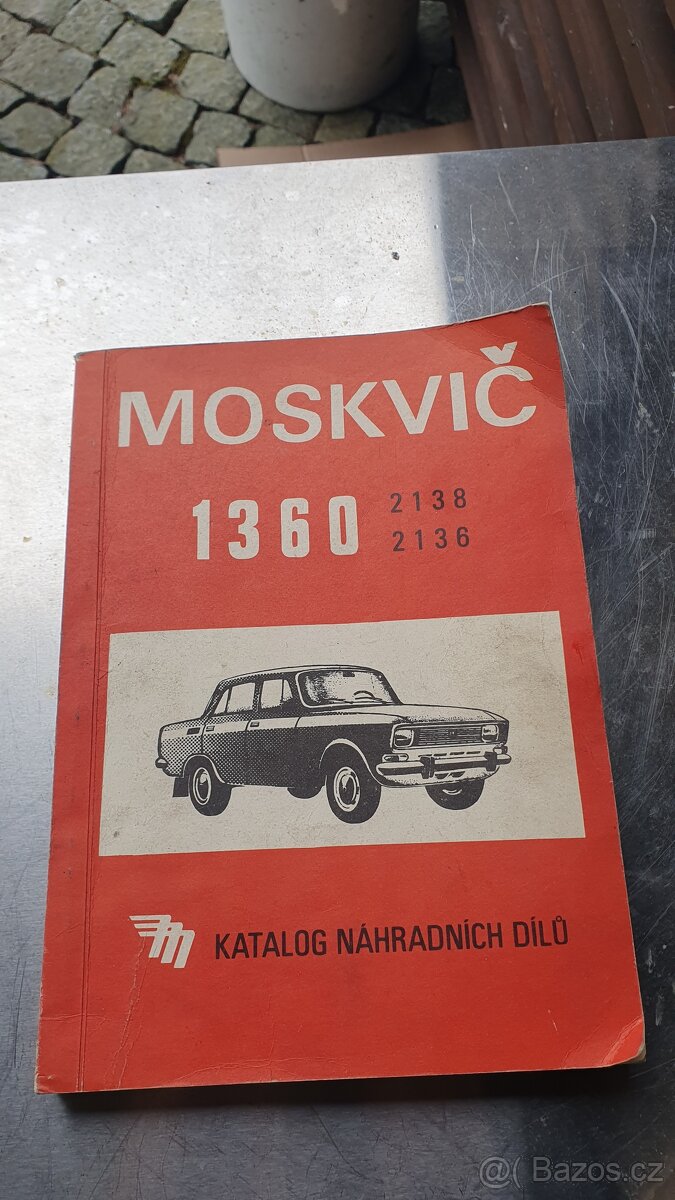 MOSKVIČ
1360
2138
2136
KATALOG NÁHRADNÍCH DÍLŮ
@( Bazos.cz